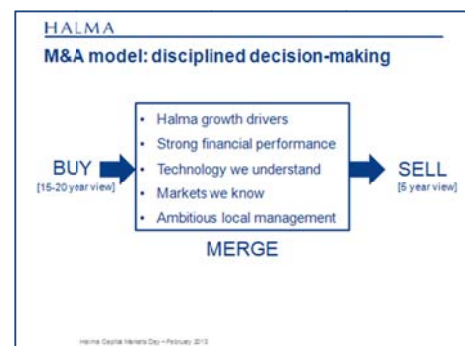 HALMA
M&A model: disciplined decision-making
• Halma growth drivers
• Strong financial performance
• Technology we understand
• Markets we know
• Ambitious local management
BUY
[15-20 year view]
SELL
[5 year view]
MERGE
Halma Capital Markets Day – February 2013